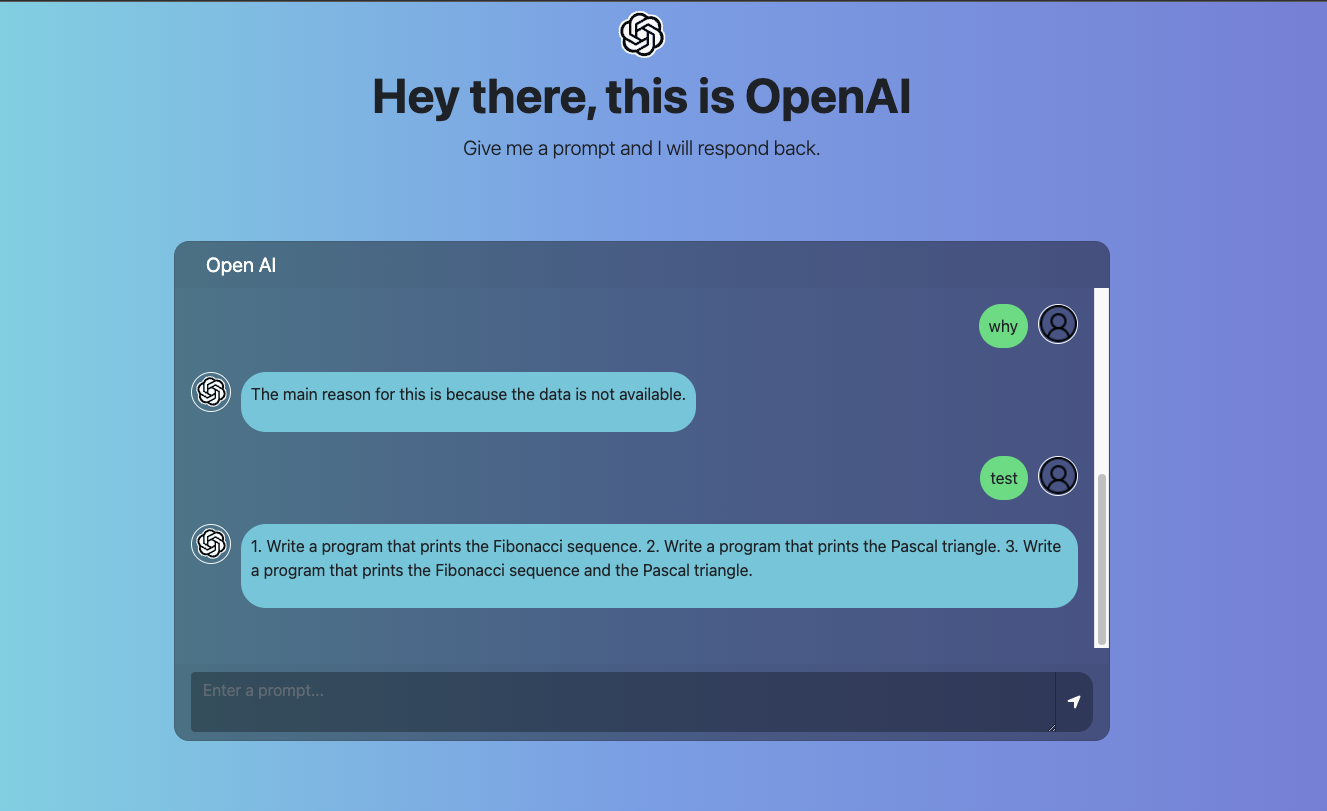 Hey there, this is OpenAI
Give me a prompt and I will respond back.
Open AI
why
The main reason for this is because the data is not available.
test
1. Write a program that prints the Fibonacci sequence. 2. Write a program that prints the Pascal triangle. 3. Write
a program that prints the Fibonacci sequence and the Pascal triangle.
Enter a prompt...